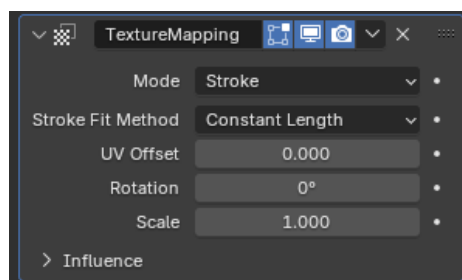 TextureMapping
Mode Stroke
Stroke Fit Method Constant Length
UV Offset 0.000
Rotation 0°
Scale 1.000
Influence